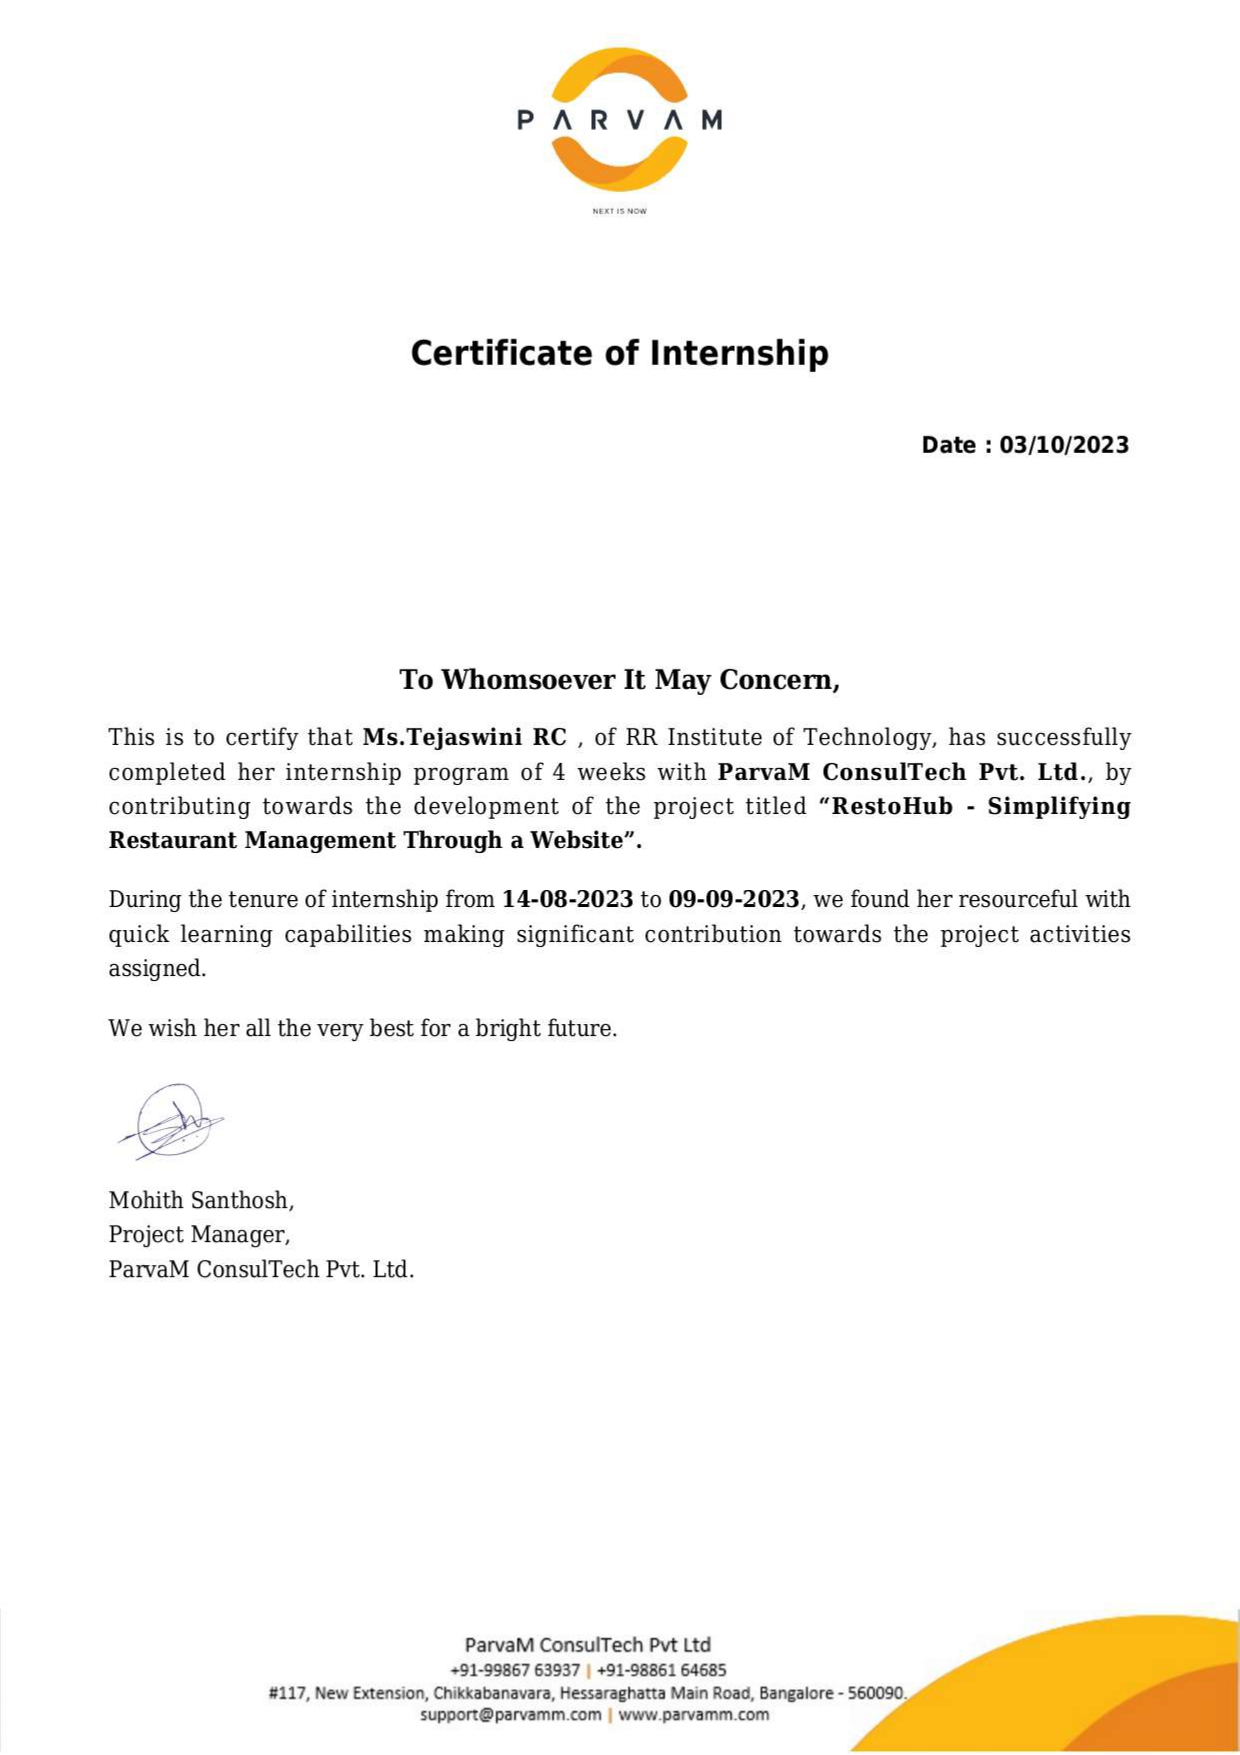 PARVAM
NEXT IS NOW
Certificate of Internship
Date : 03/10/2023
To Whomsoever It May Concern,
This is to certify that Ms.Tejaswini RC , of RR Institute of Technology, has successfully
completed her internship program of 4 weeks with ParvaM ConsulTech Pvt. Ltd., by
contributing towards the development of the project titled “RestoHub - Simplifying
Restaurant Management Through a Website”.
During the tenure of internship from 14-08-2023 to 09-09-2023, we found her resourceful with
quick learning capabilities making significant contribution towards the project activities
assigned.
We wish her all the very best for a bright future.
Mohith Santhosh,
Project Manager,
ParvaM ConsulTech Pvt. Ltd.
ParvaM ConsulTech Pvt Ltd
+91-99867 63937 | +91-98861 64685
#117, New Extension, Chikkabanavara, Hessaraghatta Main Road, Bangalore - 560090.
support@parvamm.com | www.parvamm.com